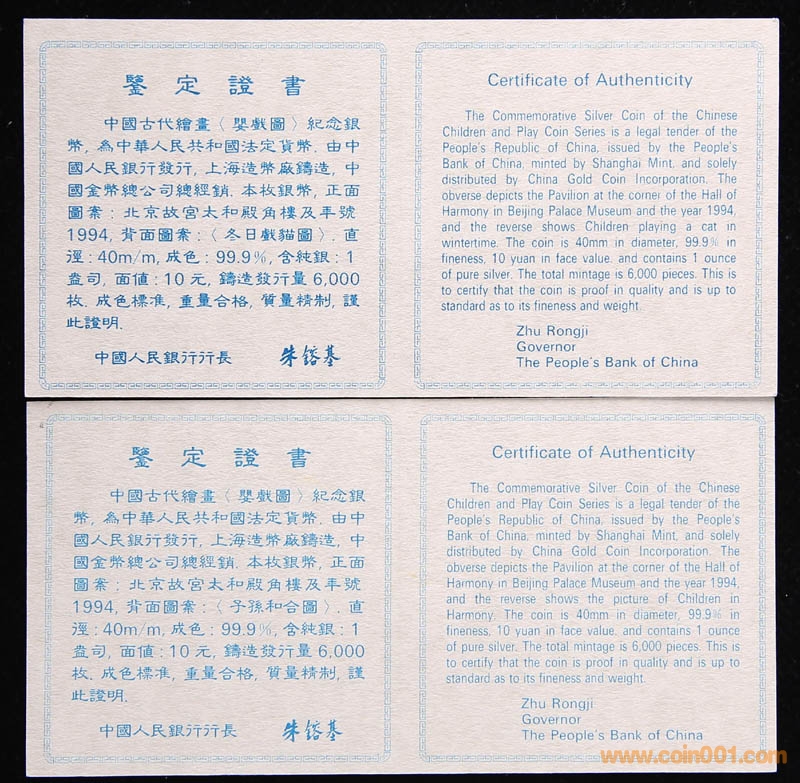 鑒定證書
中國古代繪畫〈嬰戲圖〉紀念銀
幣, 為中華人民共和國法定貨幣. 由中
國人民銀行發行, 上海造幣廠鑄造, 中
國金幣總公司總經銷. 本枚銀幣, 正面
圖案: 北京故宮太和殿角樓及年號
1994, 背面圖案:〈冬日戲貓圖〉. 直
徑: 40m/m, 成色: 99.9%, 含純銀: 1
盎司, 面值: 10元, 鑄造發行量6,000
枚. 成色標准, 重量合格, 質量精制, 謹
此證明.
中國人民銀行行長 朱鎔基
Certificate of Authenticity
The Commemorative Silver Coin of the Chinese
Children and Play Coin Series is a legal tender of the
People's Republic of China, issued by the People's
Bank of China, minted by Shanghai Mint, and solely
distributed by China Gold Coin Incorporation. The
obverse depicts the Pavilion at the corner of the Hall of
Harmony in Beijing Palace Museum and the year 1994,
and the reverse shows Children playing a cat in
wintertime. The coin is 40mm in diameter, 99.9% in
fineness, 10 yuan in face value, and contains 1 ounce
of pure silver. The total mintage is 6,000 pieces. This is
to certify that the coin is proof in quality and is up to
standard as to its fineness and weight.
Zhu Rongji
Governor
The People's Bank of China
鑒定證書
中國古代繪畫〈嬰戲圖〉紀念銀
幣, 為中華人民共和國法定貨幣. 由中
國人民銀行發行, 上海造幣廠鑄造, 中
國金幣總公司總經銷. 本枚銀幣, 正面
圖案: 北京故宮太和殿角樓及年號
1994, 背面圖案:〈子孫和合圖〉. 直
徑: 40m/m, 成色: 99.9%, 含純銀: 1
盎司, 面值: 10元, 鑄造發行量6,000
枚. 成色標准, 重量合格, 質量精制, 謹
此證明.
中國人民銀行行長 朱鎔基
Certificate of Authenticity
The Commemorative Silver Coin of the Chinese
Children and Play Coin Series is a legal tender of the
People's Republic of China, issued by the People's
Bank of China, minted by Shanghai Mint, and solely
distributed by China Gold Coin Incorporation. The
obverse depicts the Pavilion at the corner of the Hall of
Harmony in Beijing Palace Museum and the year 1994,
and the reverse shows the picture of Children in
Harmony. The coin is 40mm in diameter, 99.9% in
fineness, 10 yuan in face value, and contains 1 ounce
of pure silver. The total mintage is 6,000 pieces. This is
to certify that the coin is proof in quality and is up to
standard as to its fineness and weight.
Zhu Rongji
Governor
The People's Bank of China
www.coin001.com